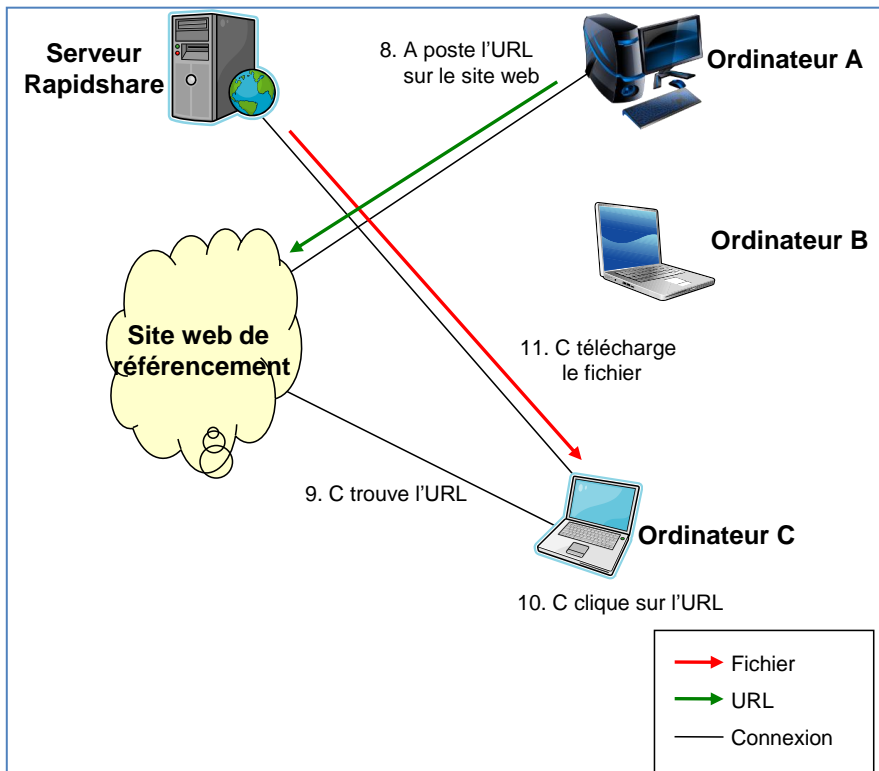 Serveur
Rapidshare
8. A poste l'URL
sur le site web
Ordinateur A
Ordinateur B
Site web de
référencement
11. C télécharge
le fichier
9. C trouve l'URL
Ordinateur C
10. C clique sur l'URL
Fichier
URL
Connexion